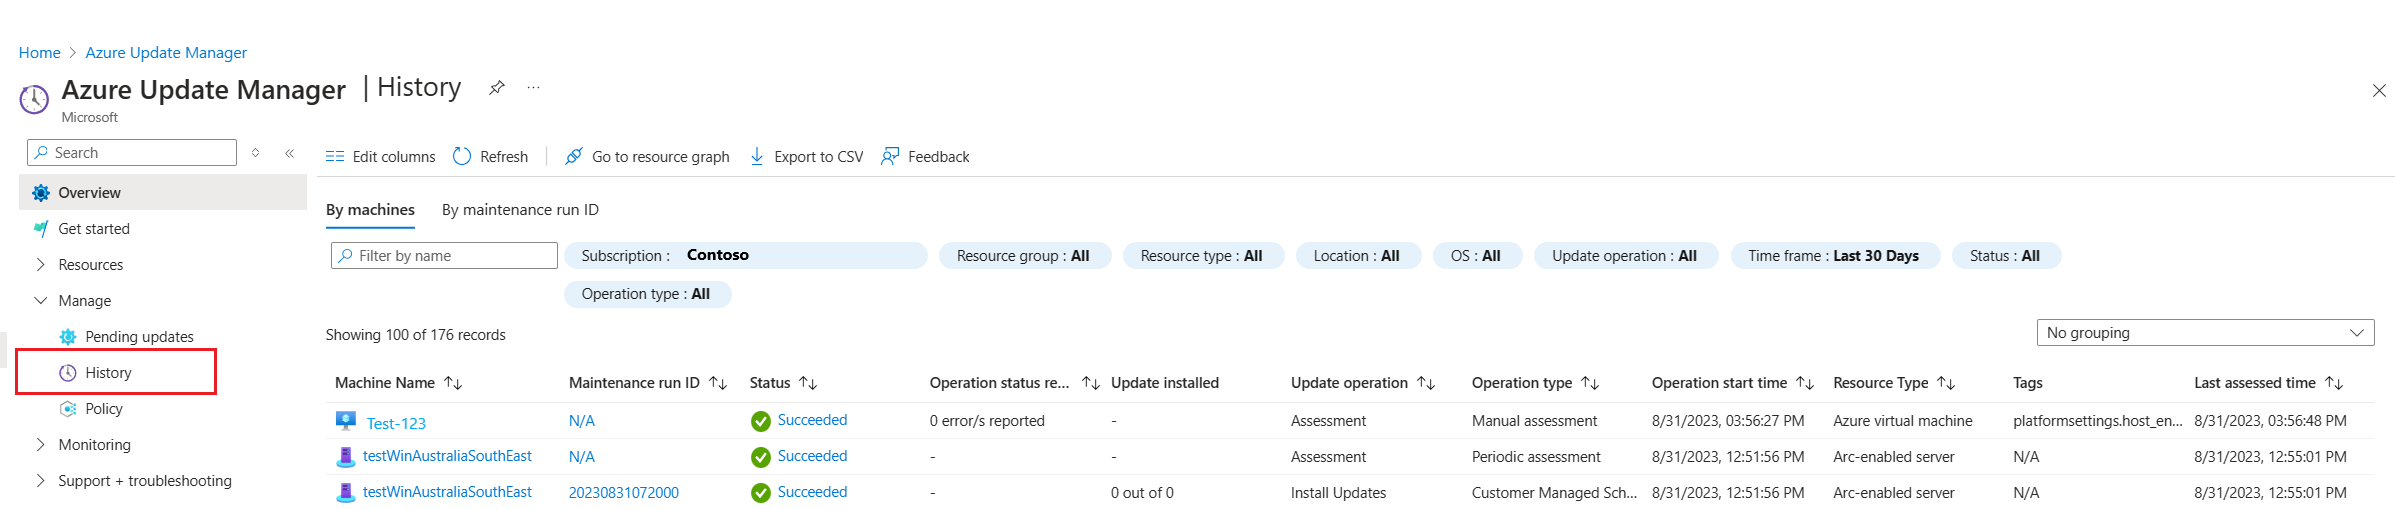 Home > Azure Update Manager
Azure Update Manager | History ...
Microsoft
Search
Edit columns Refresh Go to resource graph Export to CSV Feedback
Overview
Get started
Resources
Manage
Pending updates
History
Policy
Monitoring
Support + troubleshooting
By machines By maintenance run ID
Filter by name Subscription : Contoso Resource group : All Resource type : All Location : All OS : All Update operation : All Time frame : Last 30 Days Status : All
Operation type : All
Showing 100 of 176 records No grouping
Machine Name Maintenance run ID Status Operation status re... Update installed Update operation Operation type Operation start time Resource Type Tags Last assessed time
Test-123 N/A Succeeded 0 error/s reported - Assessment Manual assessment 8/31/2023, 03:56:27 PM Azure virtual machine platformsettings.host_en... 8/31/2023, 03:56:48 PM
testWinAustraliaSouthEast N/A Succeeded - - Assessment Periodic assessment 8/31/2023, 12:51:56 PM Arc-enabled server N/A 8/31/2023, 12:55:01 PM
testWinAustraliaSouthEast 20230831072000 Succeeded - 0 out of 0 Install Updates Customer Managed Sch... 8/31/2023, 12:51:56 PM Arc-enabled server N/A 8/31/2023, 12:55:01 PM